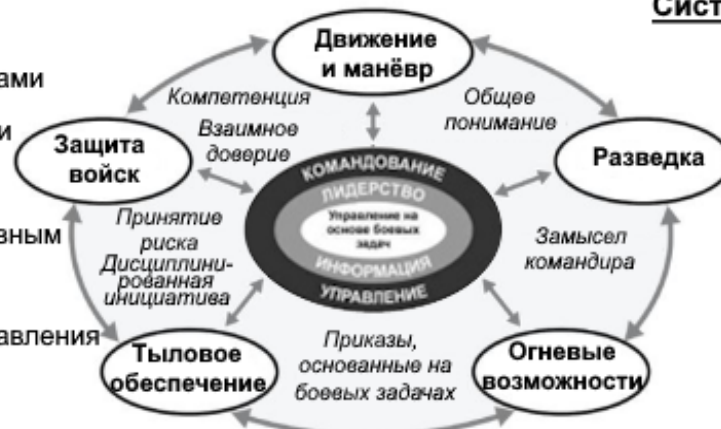 Сист
Движение
и манёвр
ами
и
вным
авления
Компетенция
Взаимное
доверие
Общее
понимание
Защита
войск
Разведка
КОМАНДОВАНИЕ
ЛИДЕРСТВО
Управление на
основе боевых
задач
ИНФОРМАЦИЯ
УПРАВЛЕНИЕ
Принятие
риска
Дисциплини-
рованная
инициатива
Замысел
командира
Тыловое
обеспечение
Приказы,
основанные на
боевых задачах
Огневые
возможности